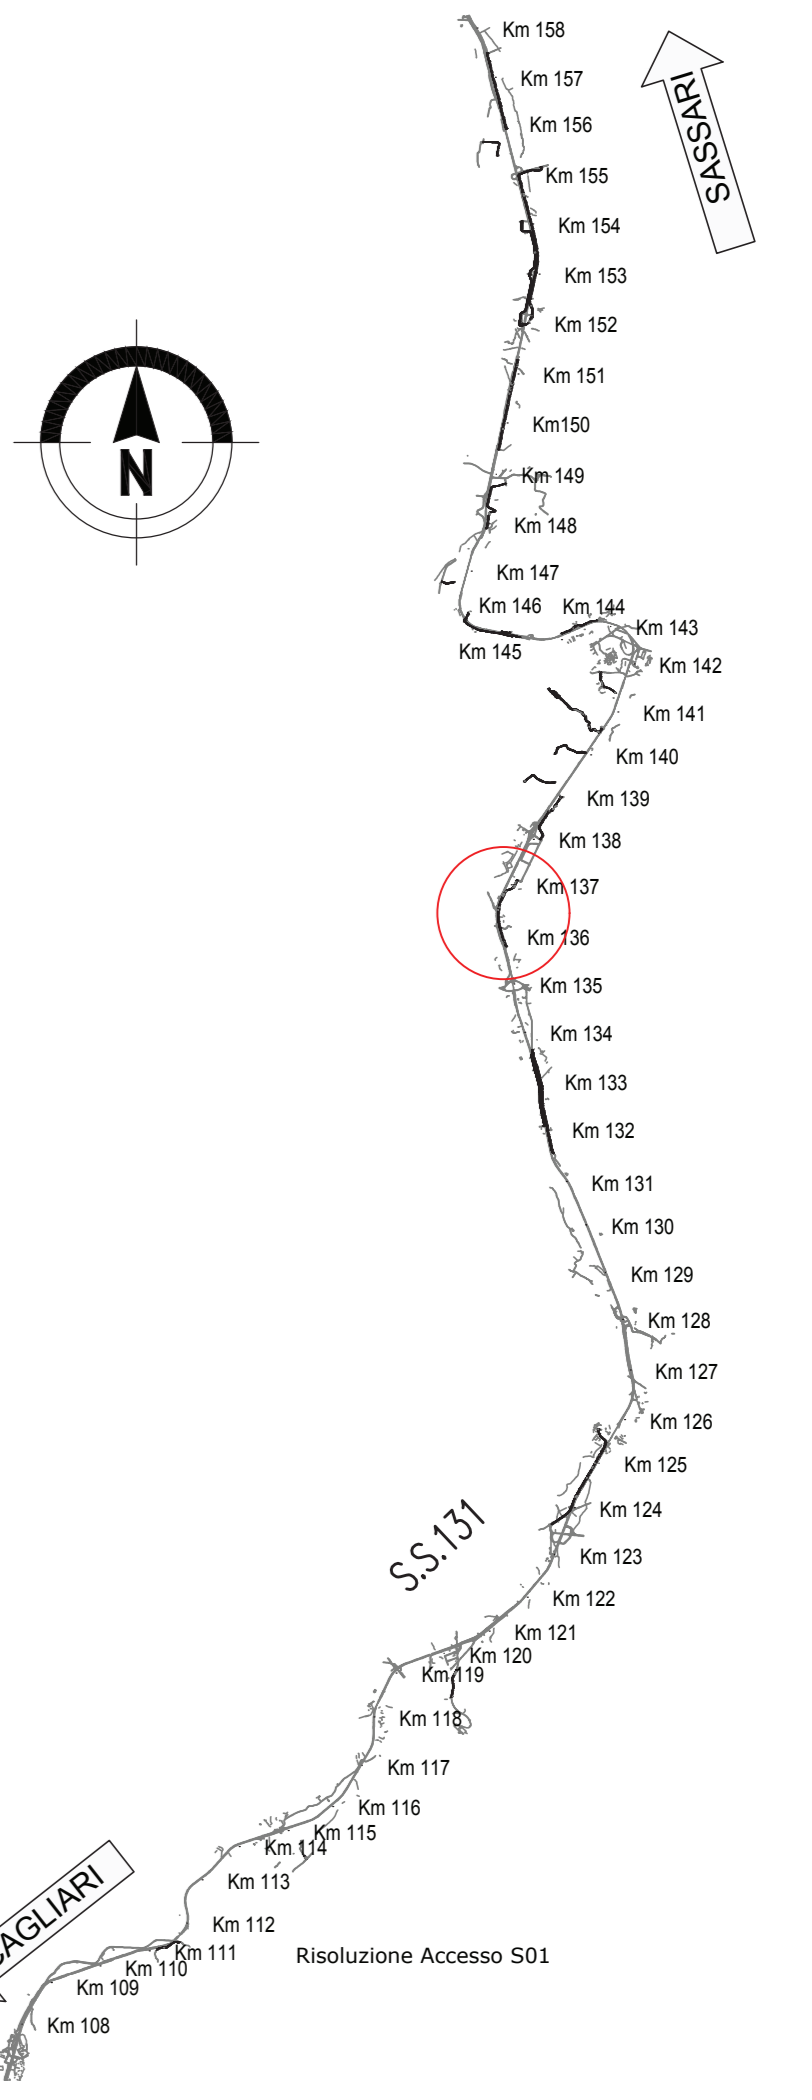 Km 158
Km 157
SASSARI
Km 156
Km 155
Km 154
Km 153
Km 152
Km 151
Km150
N
Km 149
Km 148
Km 147
Km 146
Km 144
Km 143
Km 145
Km 142
Km 141
Km 140
Km 139
Km 138
Km 137
Km 136
Km 135
Km 134
Km 133
Km 132
Km 131
Km 130
Km 129
Km 128
Km 127
Km 126
Km 125
Km 124
S.S.131
Km 123
Km 122
Km 121
Km 120
Km 119
Km 118
Km 117
Km 116
Km 115
Km 114
Km 113
CAGLIARI
Km 112
Km 111
Risoluzione Accesso S01
Km 110
Km 109
Km 108